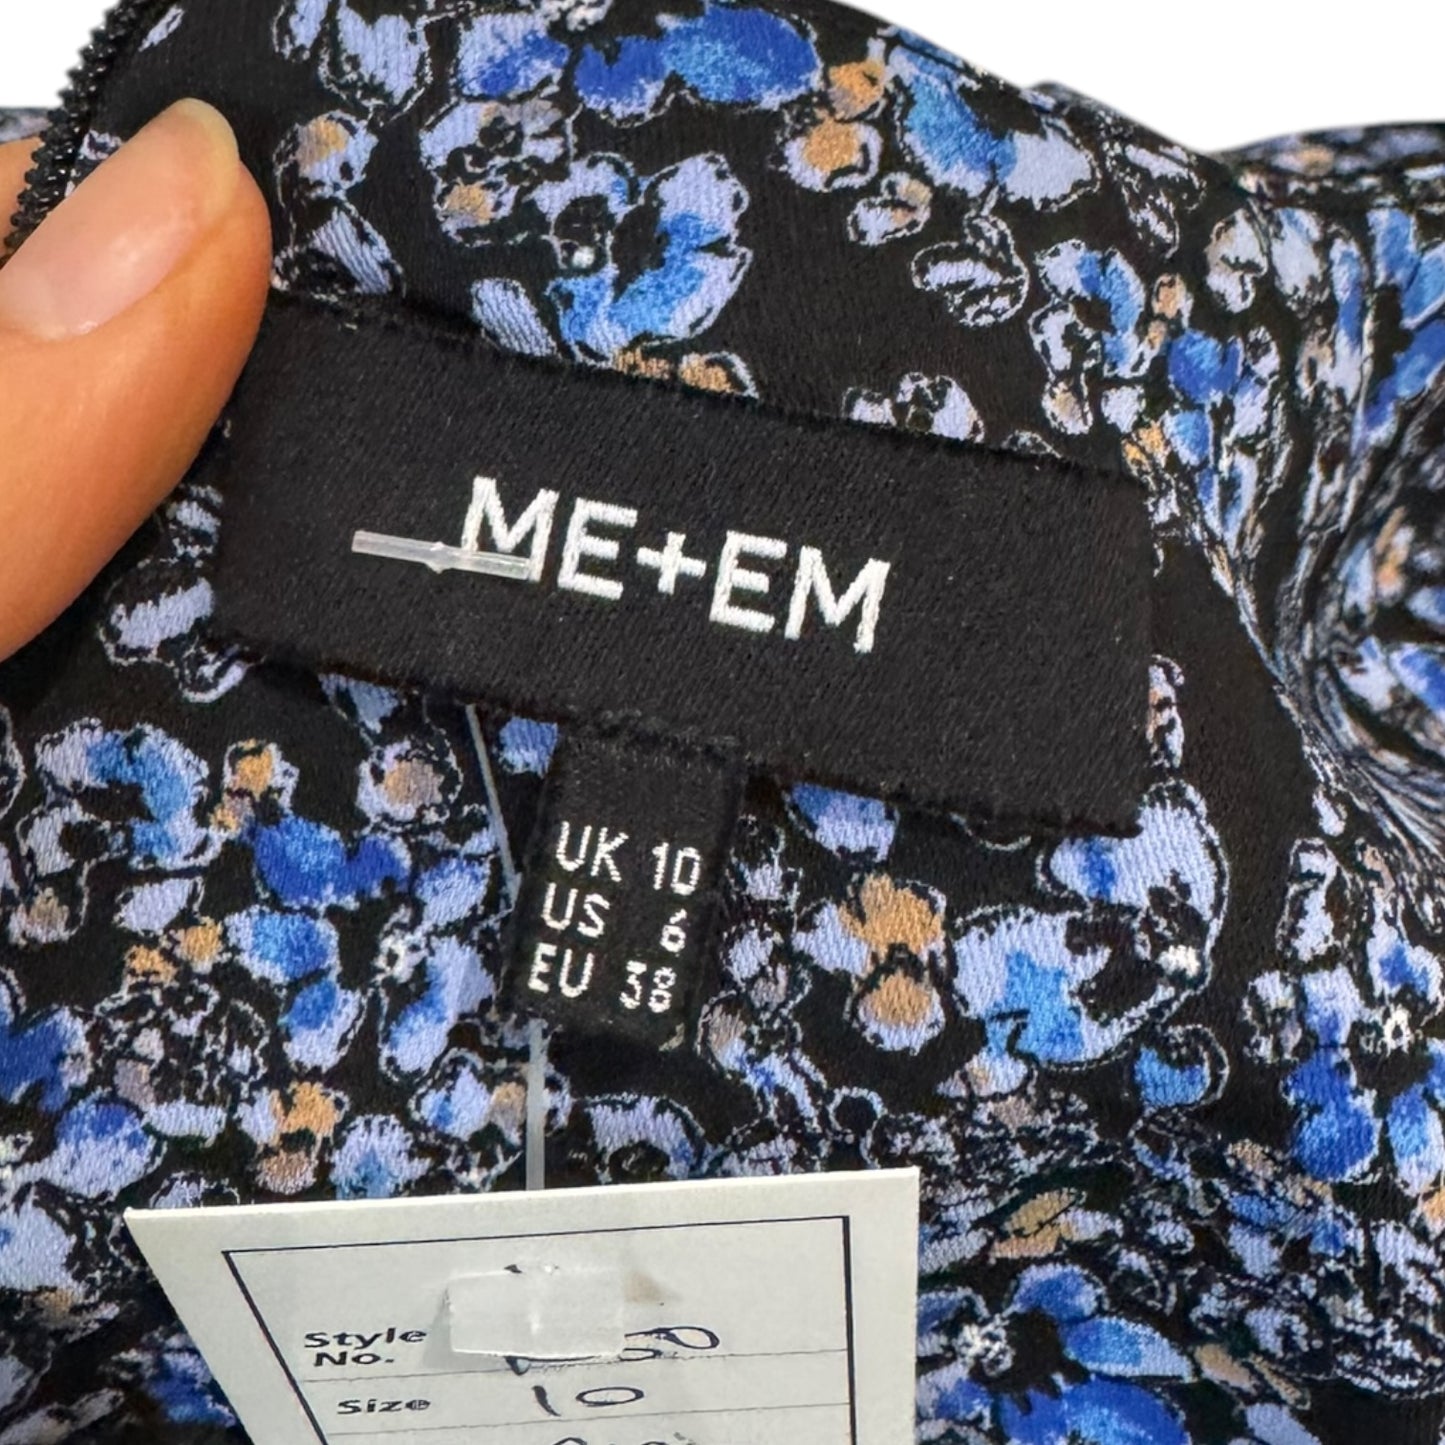 ME+EM
UK 10
US 6
EU 38
Style
No.
Size 10